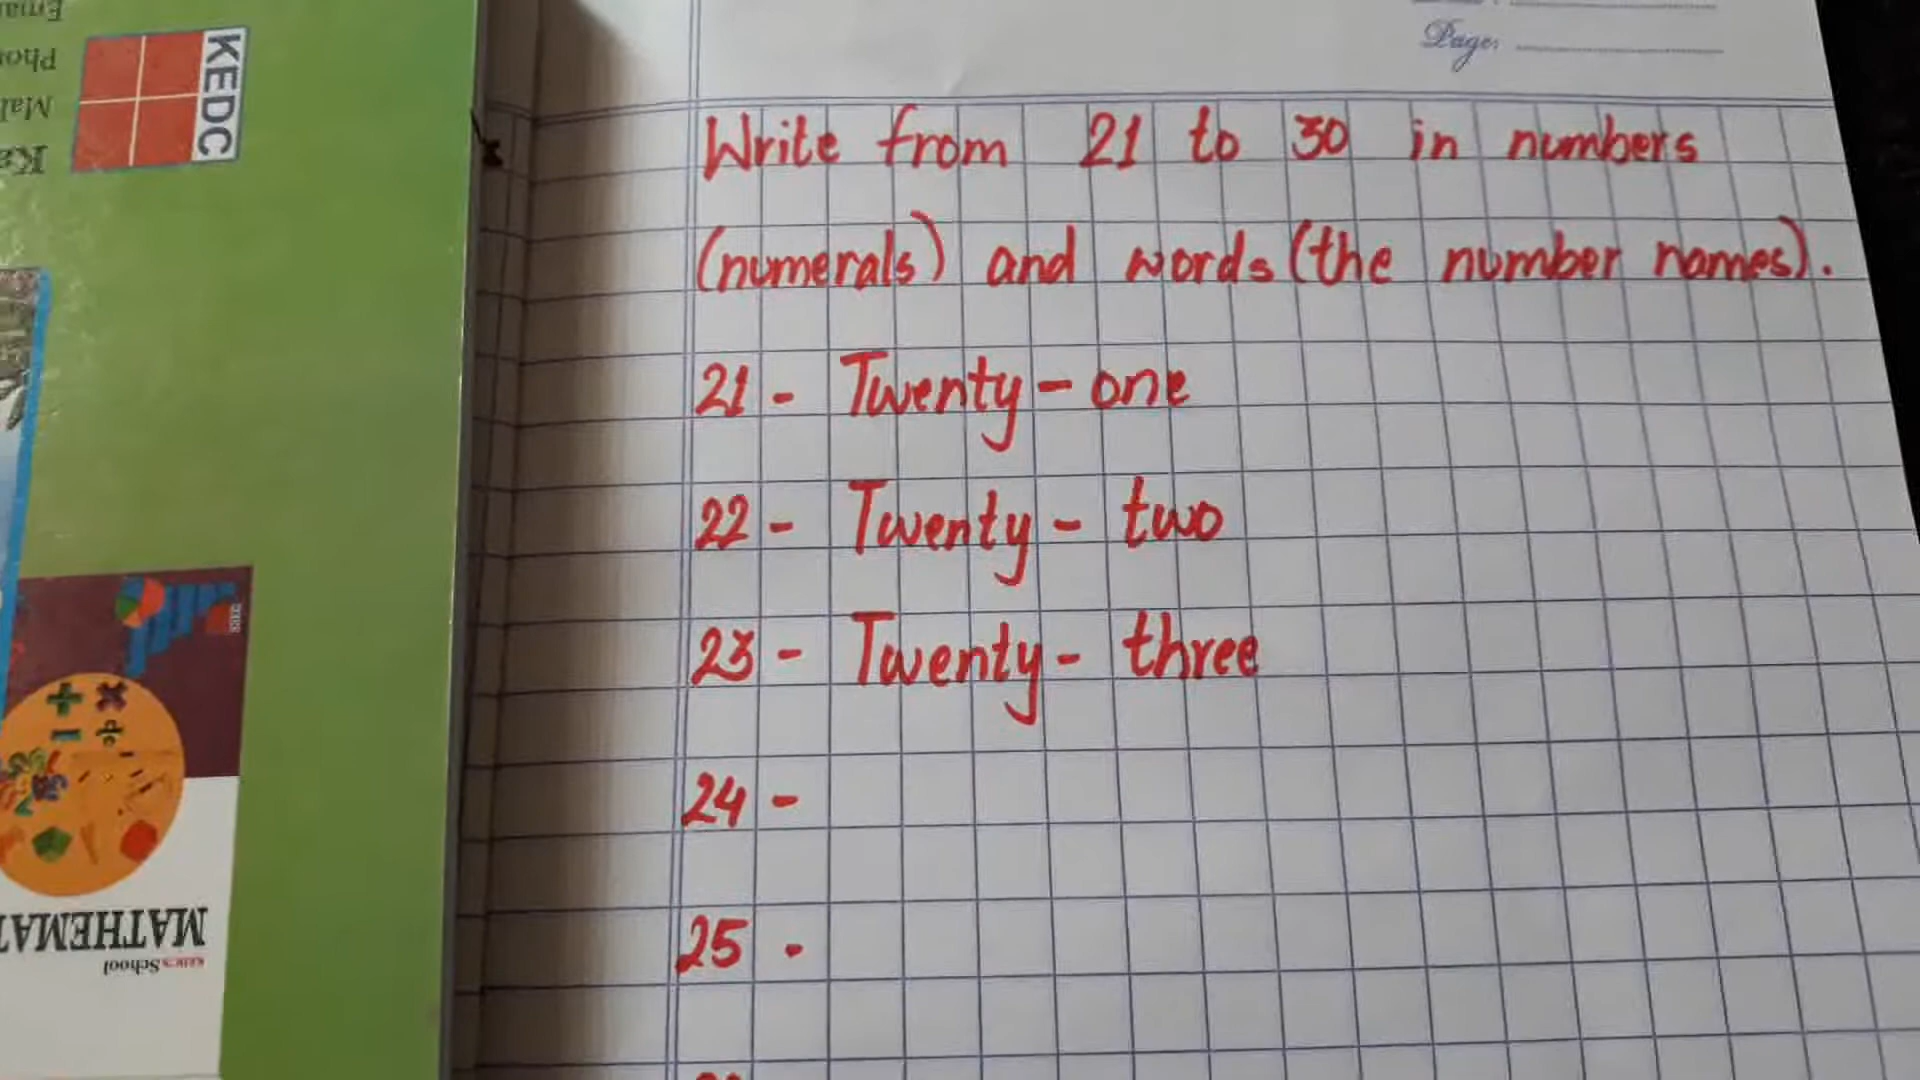 KEDC
MATHEMAT
School
Page:
Write from 21 to 30 in numbers
(numerals) and words (the number names).
21 - Twenty - one
22 - Twenty - two
23 - Twenty - three
24 -
25 -